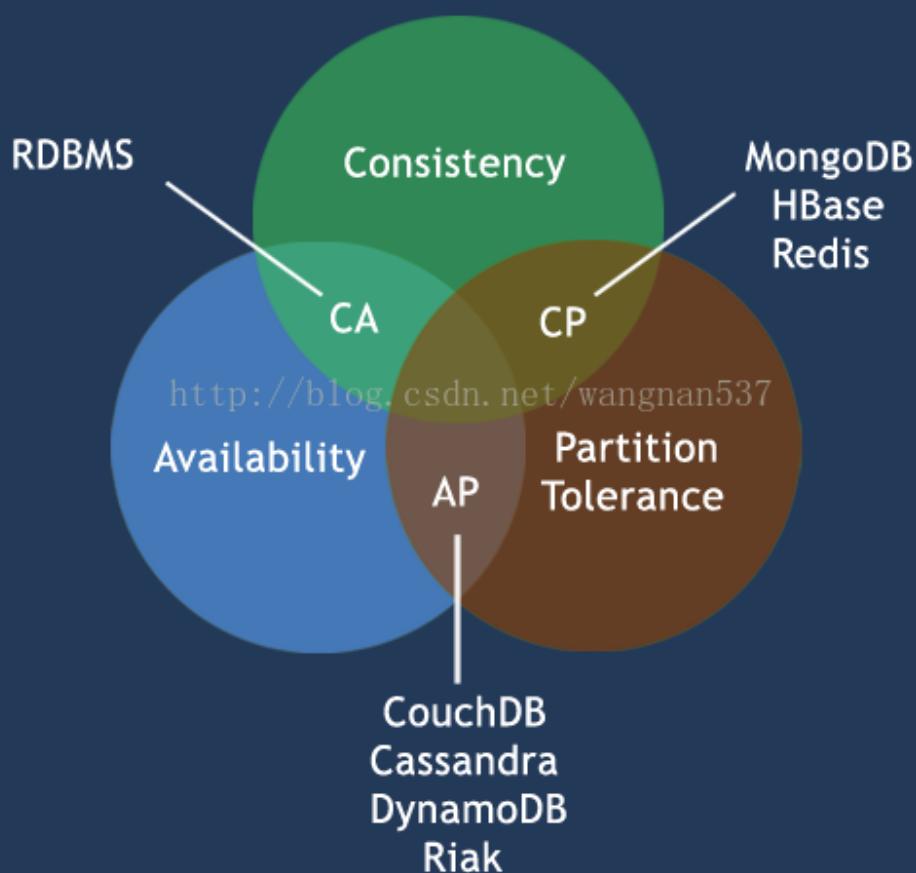 RDBMS
Consistency
MongoDB
HBase
Redis
CA
CP
http://blog.csdn.net/wangnan537
Availability
Partition
Tolerance
AP
CouchDB
Cassandra
DynamoDB
Riak